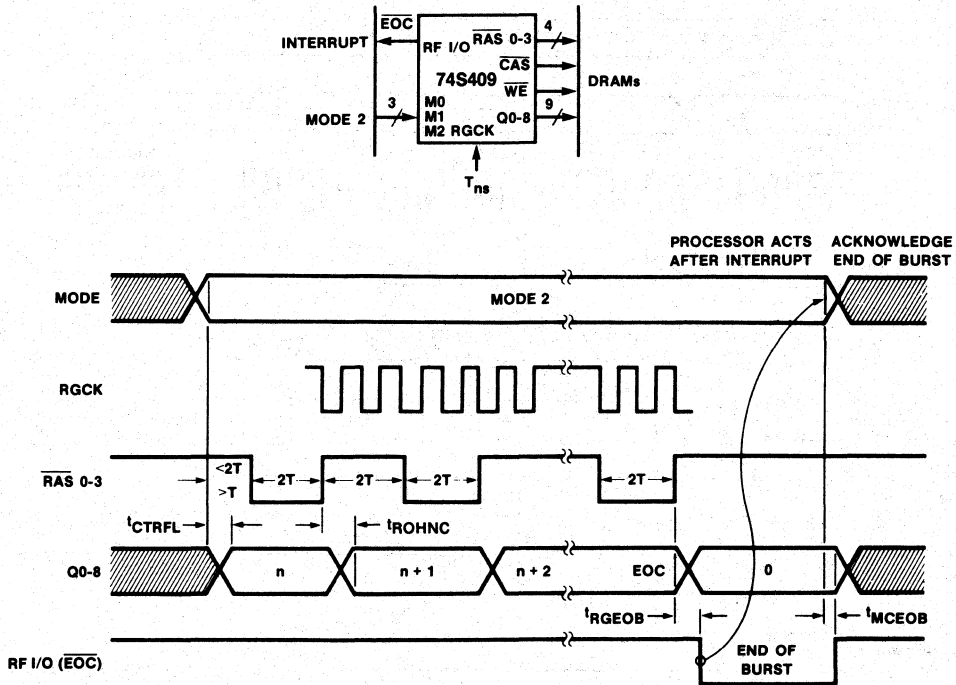 EOC
INTERRUPT
RF I/O RAS 0-3 4
CAS
74S409
WE
DRAMs
MODE 2 3
M0
M1
M2 RGCK
Q0-8 9
Tns
PROCESSOR ACTS
AFTER INTERRUPT
ACKNOWLEDGE
END OF BURST
MODE
MODE 2
RGCK
RAS 0-3
<2T
>T
2T 2T 2T 2T
tCTRFL
tROHNC
Q0-8
n n + 1 n + 2 EOC 0
tRGEOB
tMCEOB
RF I/O (EOC)
END OF
BURST